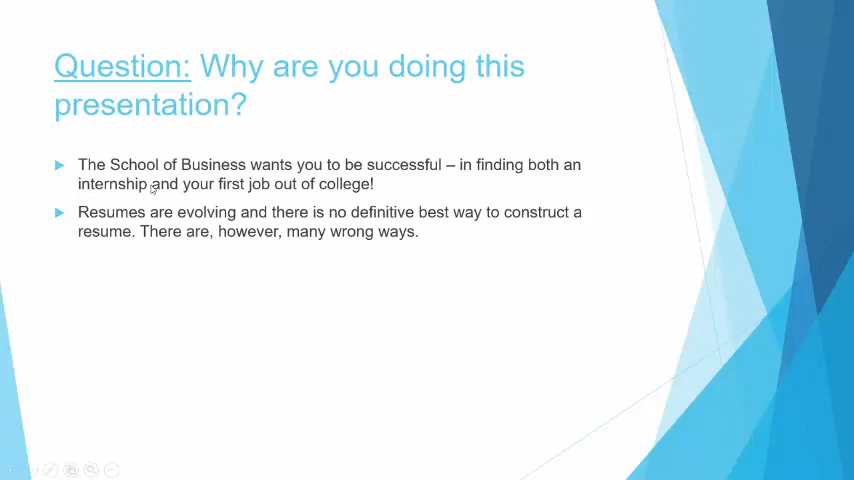 Question: Why are you doing this
presentation?
The School of Business wants you to be successful – in finding both an
internship and your first job out of college!
Resumes are evolving and there is no definitive best way to construct a
resume. There are, however, many wrong ways.